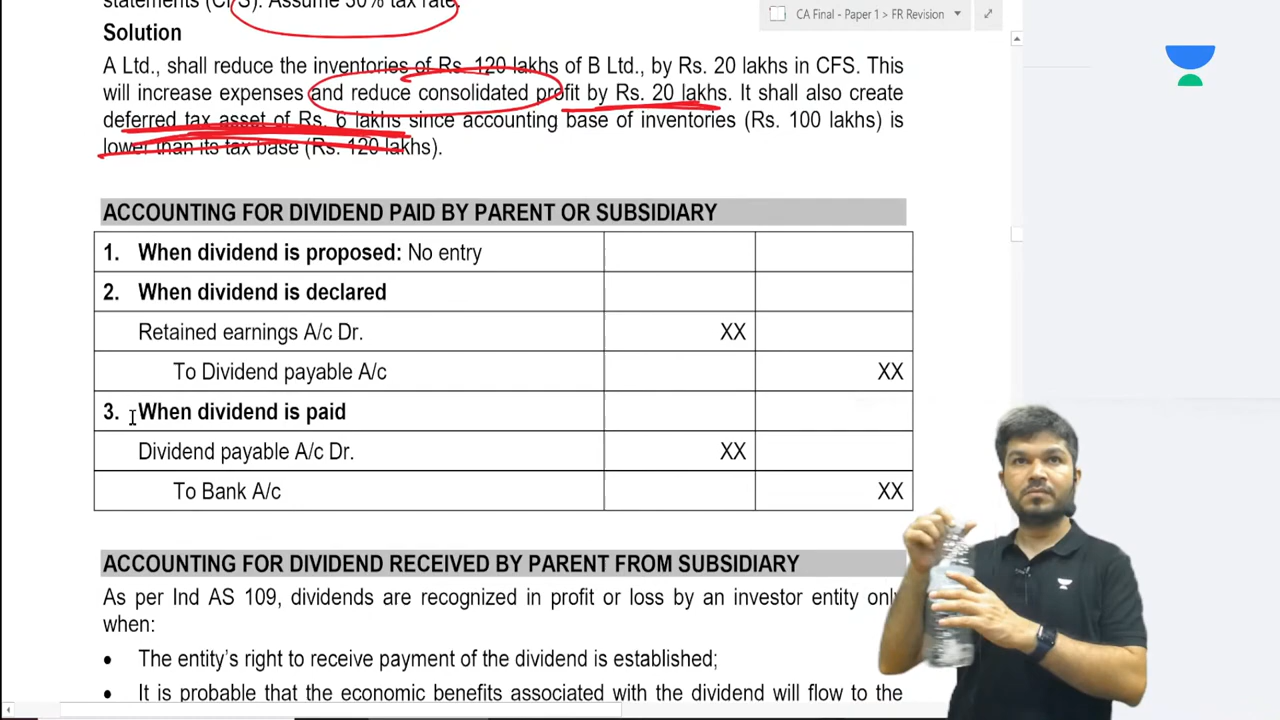 statements (CFS). Assume 30% tax rate.
CA Final - Paper 1 > FR Revision
Solution
A Ltd., shall reduce the inventories of Rs. 120 lakhs of B Ltd., by Rs. 20 lakhs in CFS. This
will increase expenses and reduce consolidated profit by Rs. 20 lakhs. It shall also create
deferred tax asset of Rs. 6 lakhs since accounting base of inventories (Rs. 100 lakhs) is
lower than its tax base (Rs. 120 lakhs).
ACCOUNTING FOR DIVIDEND PAID BY PARENT OR SUBSIDIARY
1. When dividend is proposed: No entry
2. When dividend is declared
Retained earnings A/c Dr. XX
To Dividend payable A/c XX
3. When dividend is paid
Dividend payable A/c Dr. XX
To Bank A/c XX
ACCOUNTING FOR DIVIDEND RECEIVED BY PARENT FROM SUBSIDIARY
As per Ind AS 109, dividends are recognized in profit or loss by an investor entity only
when:
• The entity's right to receive payment of the dividend is established;
• It is probable that the economic benefits associated with the dividend will flow to the